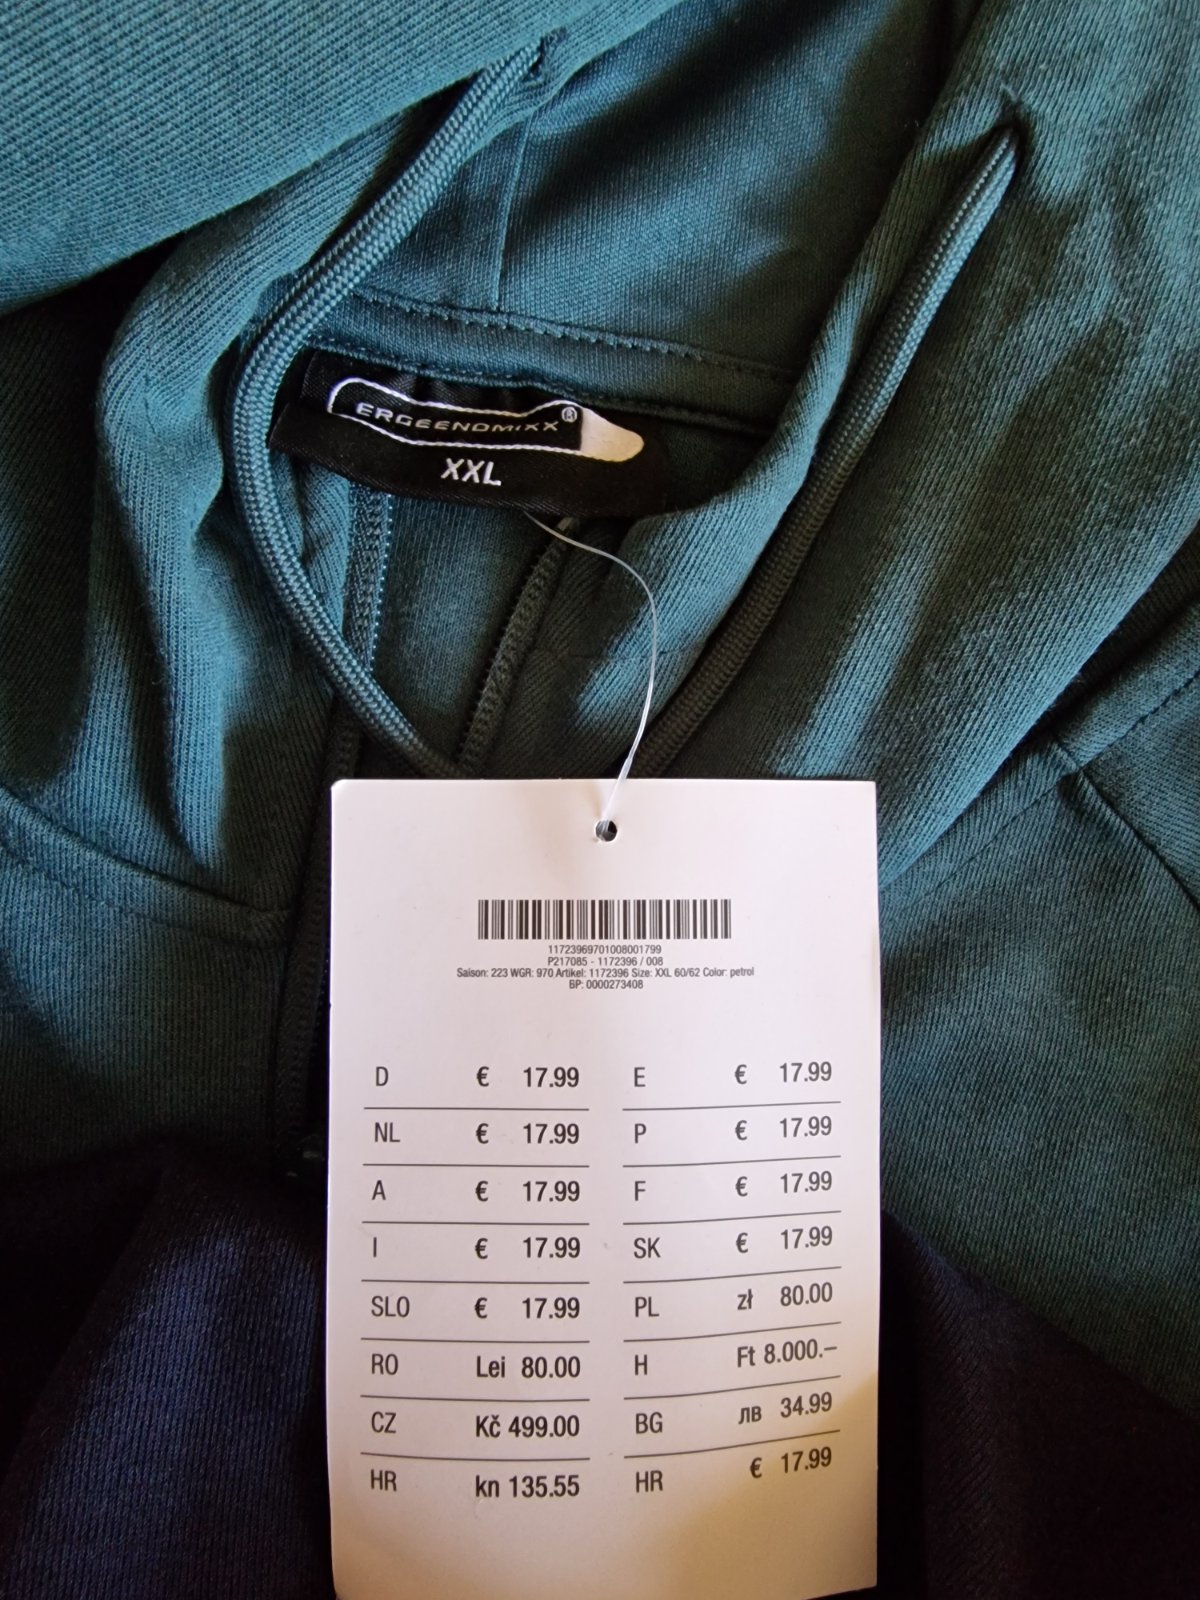 ERGEENOMIXX®
XXL
11723969701008001799
P217085 - 1172396 / 008
Saison: 223 WGR: 970 Artikel: 1172396 Size: XXL 60/62 Color: petrol
BP: 0000273408
D € 17.99
NL € 17.99
A € 17.99
I € 17.99
SLO € 17.99
RO Lei 80.00
CZ Kč 499.00
HR kn 135.55
E € 17.99
P € 17.99
F € 17.99
SK € 17.99
PL zł 80.00
H Ft 8.000.–
BG лв 34.99
HR € 17.99